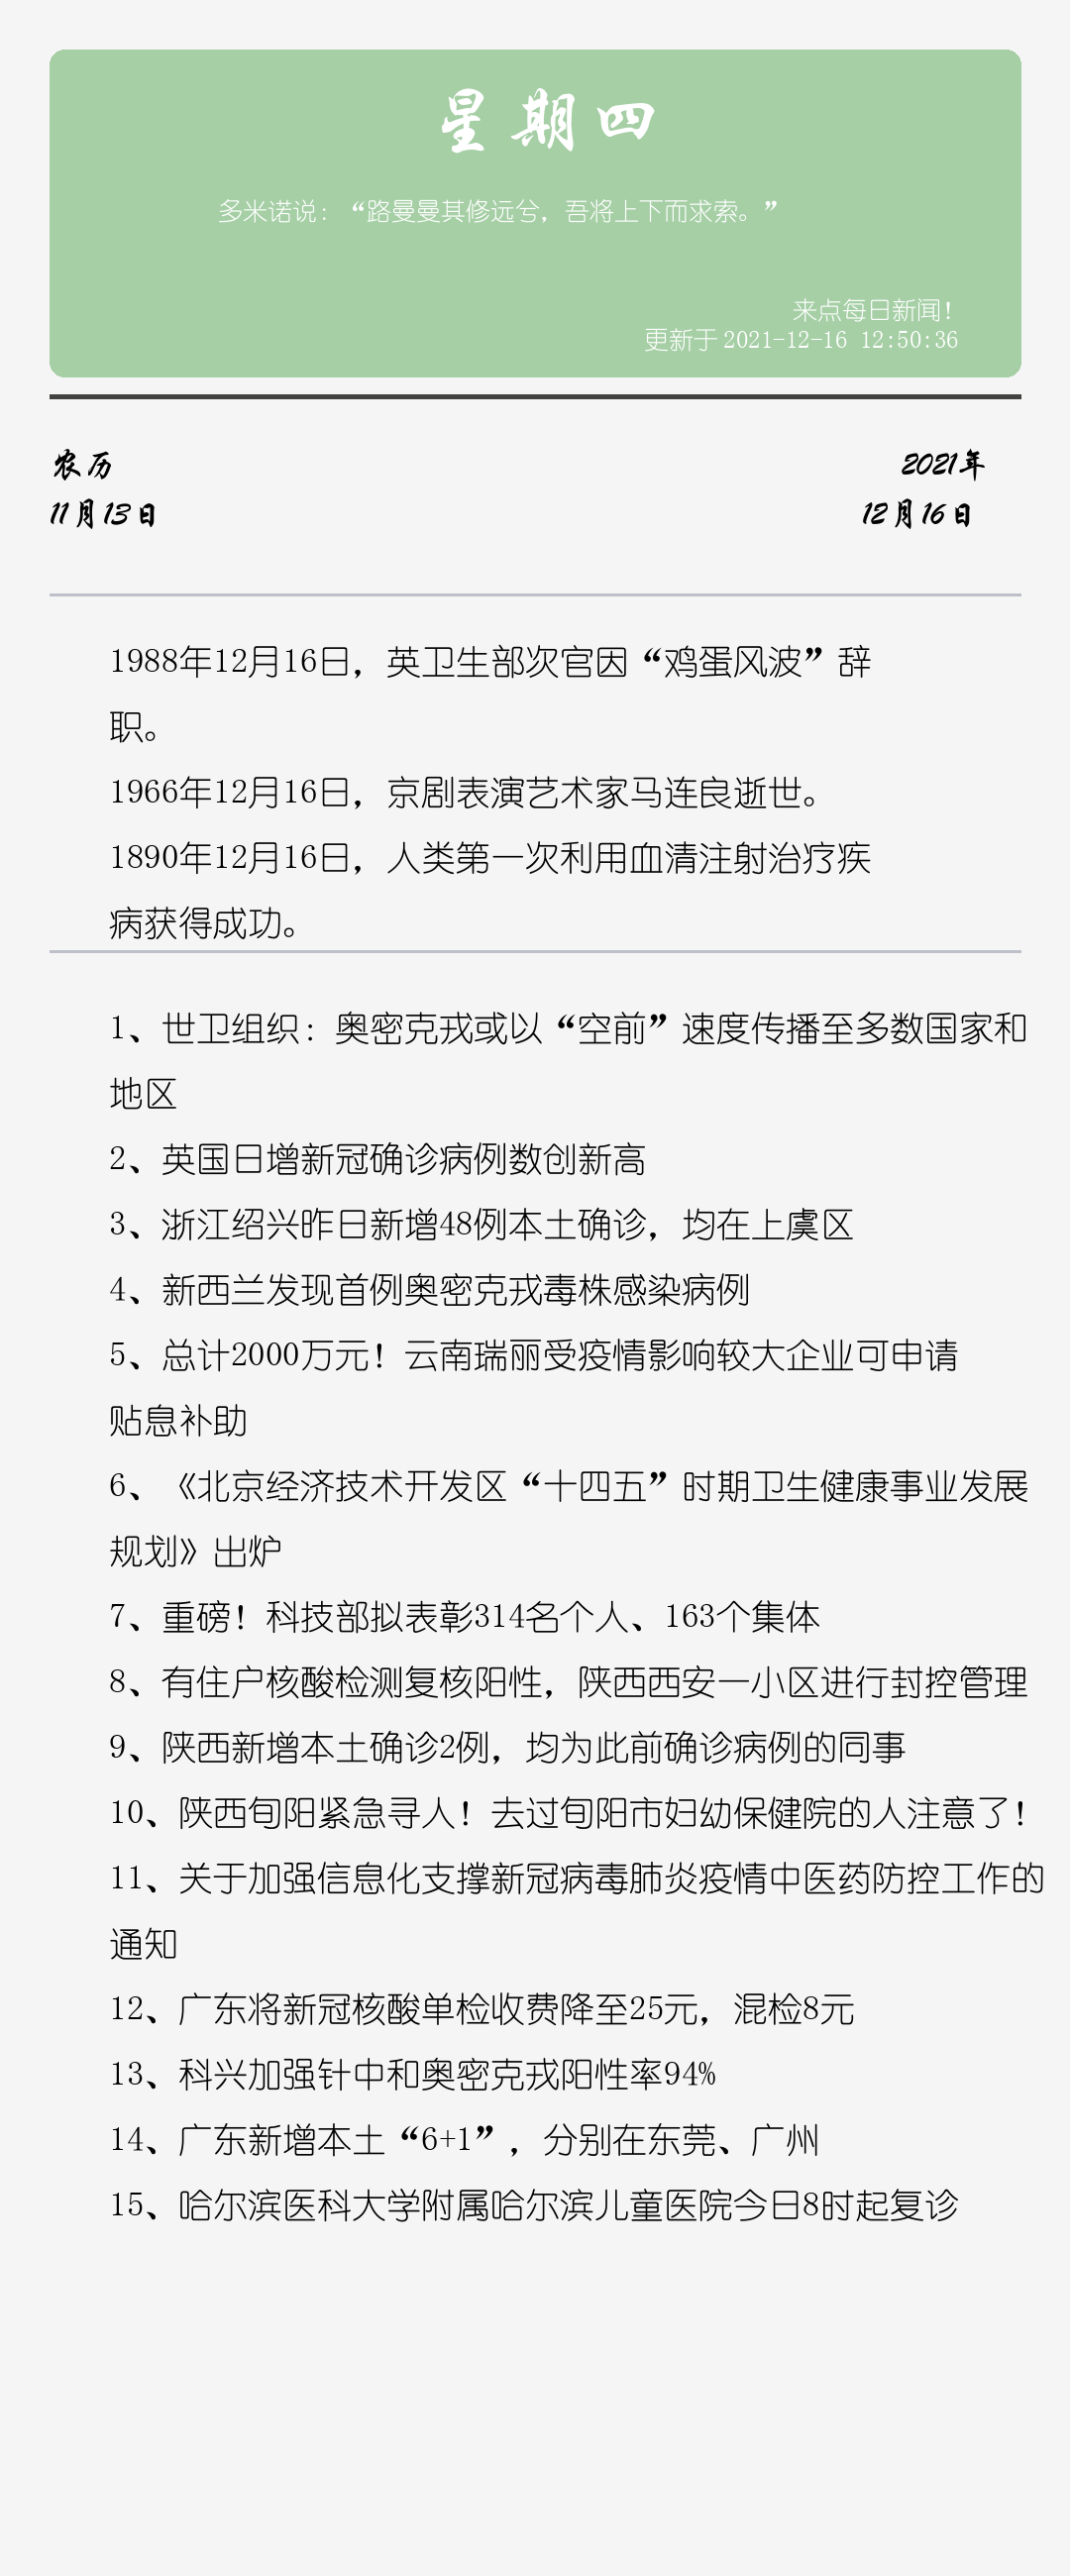 星期四
多米诺说：“路曼曼其修远兮，吾将上下而求索。”
来点每日新闻！
更新于 2021-12-16 12:50:36
农历
2021年
11月13日
12月16日
1988年12月16日，英卫生部次官因“鸡蛋风波”辞
职。
1966年12月16日，京剧表演艺术家马连良逝世。
1890年12月16日，人类第一次利用血清注射治疗疾
病获得成功。
1、世卫组织：奥密克戎或以“空前”速度传播至多数国家和
地区
2、英国日增新冠确诊病例数创新高
3、浙江绍兴昨日新增48例本土确诊，均在上虞区
4、新西兰发现首例奥密克戎毒株感染病例
5、总计2000万元！云南瑞丽受疫情影响较大企业可申请
贴息补助
6、《北京经济技术开发区“十四五”时期卫生健康事业发展
规划》出炉
7、重磅！科技部拟表彰314名个人、163个集体
8、有住户核酸检测复核阳性，陕西西安一小区进行封控管理
9、陕西新增本土确诊2例，均为此前确诊病例的同事
10、陕西旬阳紧急寻人！去过旬阳市妇幼保健院的人注意了！
11、关于加强信息化支撑新冠病毒肺炎疫情中医药防控工作的
通知
12、广东将新冠核酸单检收费降至25元，混检8元
13、科兴加强针中和奥密克戎阳性率94%
14、广东新增本土“6+1”，分别在东莞、广州
15、哈尔滨医科大学附属哈尔滨儿童医院今日8时起复诊